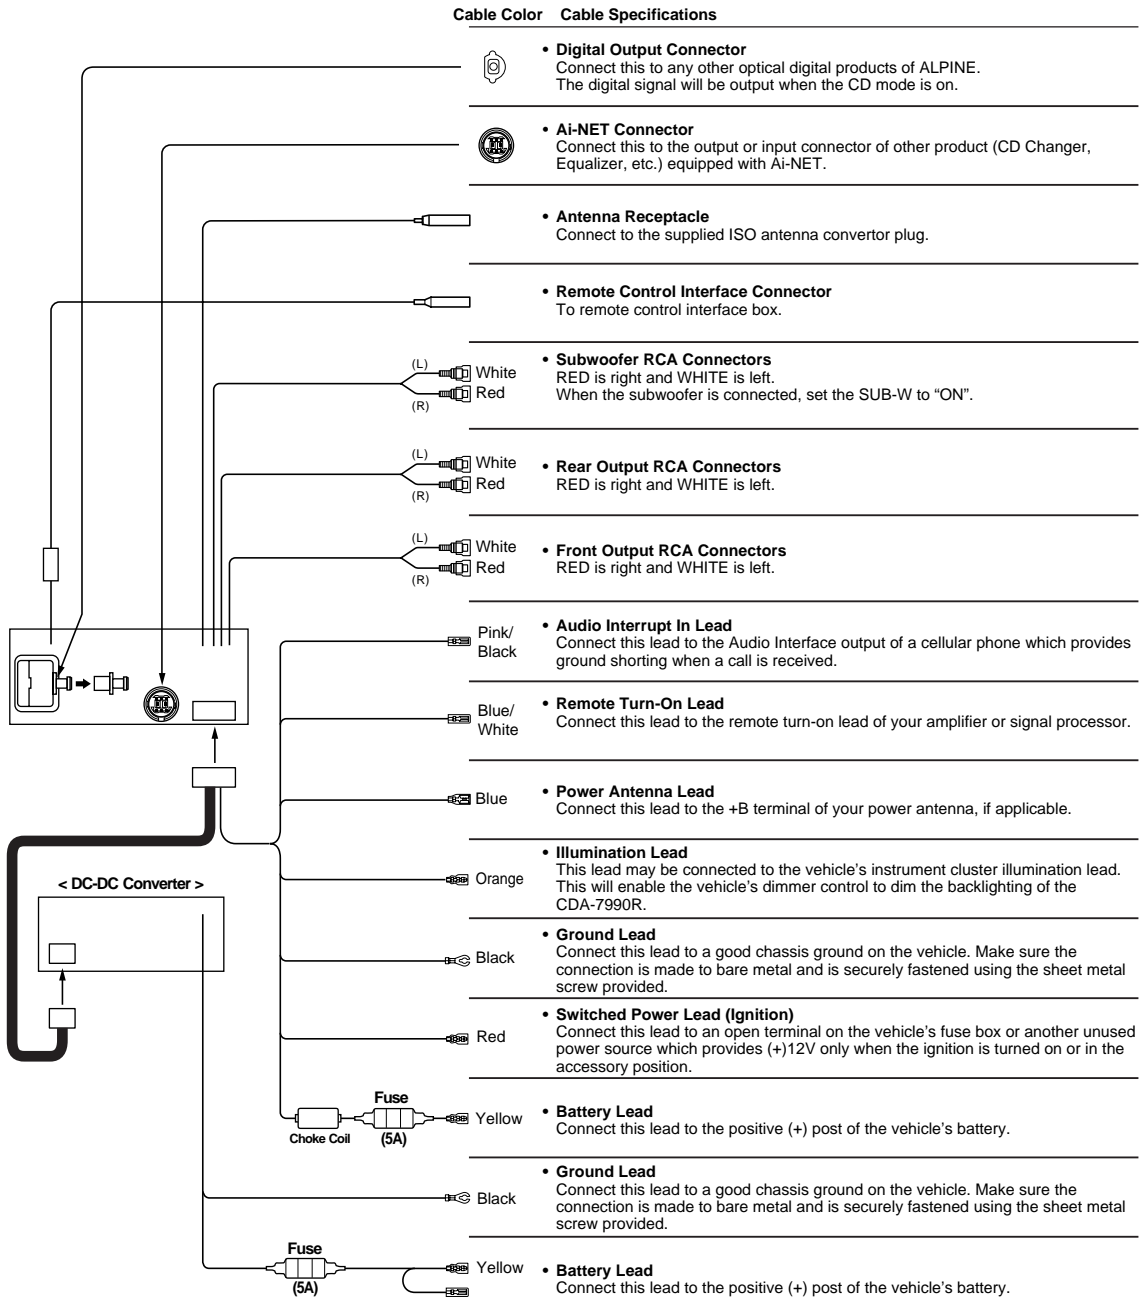 Cable Color Cable Specifications
• Digital Output Connector
Connect this to any other optical digital products of ALPINE.
The digital signal will be output when the CD mode is on.
• Ai-NET Connector
Connect this to the output or input connector of other product (CD Changer,
Equalizer, etc.) equipped with Ai-NET.
• Antenna Receptacle
Connect to the supplied ISO antenna convertor plug.
• Remote Control Interface Connector
To remote control interface box.
(L)
White
Red
(R)
• Subwoofer RCA Connectors
RED is right and WHITE is left.
When the subwoofer is connected, set the SUB-W to “ON”.
(L)
White
Red
(R)
• Rear Output RCA Connectors
RED is right and WHITE is left.
(L)
White
Red
(R)
• Front Output RCA Connectors
RED is right and WHITE is left.
Pink/
Black
• Audio Interrupt In Lead
Connect this lead to the Audio Interface output of a cellular phone which provides
ground shorting when a call is received.
Blue/
White
• Remote Turn-On Lead
Connect this lead to the remote turn-on lead of your amplifier or signal processor.
Blue
• Power Antenna Lead
Connect this lead to the +B terminal of your power antenna, if applicable.
< DC-DC Converter >
Orange
• Illumination Lead
This lead may be connected to the vehicle’s instrument cluster illumination lead.
This will enable the vehicle’s dimmer control to dim the backlighting of the
CDA-7990R.
Black
• Ground Lead
Connect this lead to a good chassis ground on the vehicle. Make sure the
connection is made to bare metal and is securely fastened using the sheet metal
screw provided.
Red
• Switched Power Lead (Ignition)
Connect this lead to an open terminal on the vehicle’s fuse box or another unused
power source which provides (+)12V only when the ignition is turned on or in the
accessory position.
Choke Coil
Fuse
(5A)
Yellow
• Battery Lead
Connect this lead to the positive (+) post of the vehicle’s battery.
Black
• Ground Lead
Connect this lead to a good chassis ground on the vehicle. Make sure the
connection is made to bare metal and is securely fastened using the sheet metal
screw provided.
Fuse
(5A)
Yellow
• Battery Lead
Connect this lead to the positive (+) post of the vehicle’s battery.